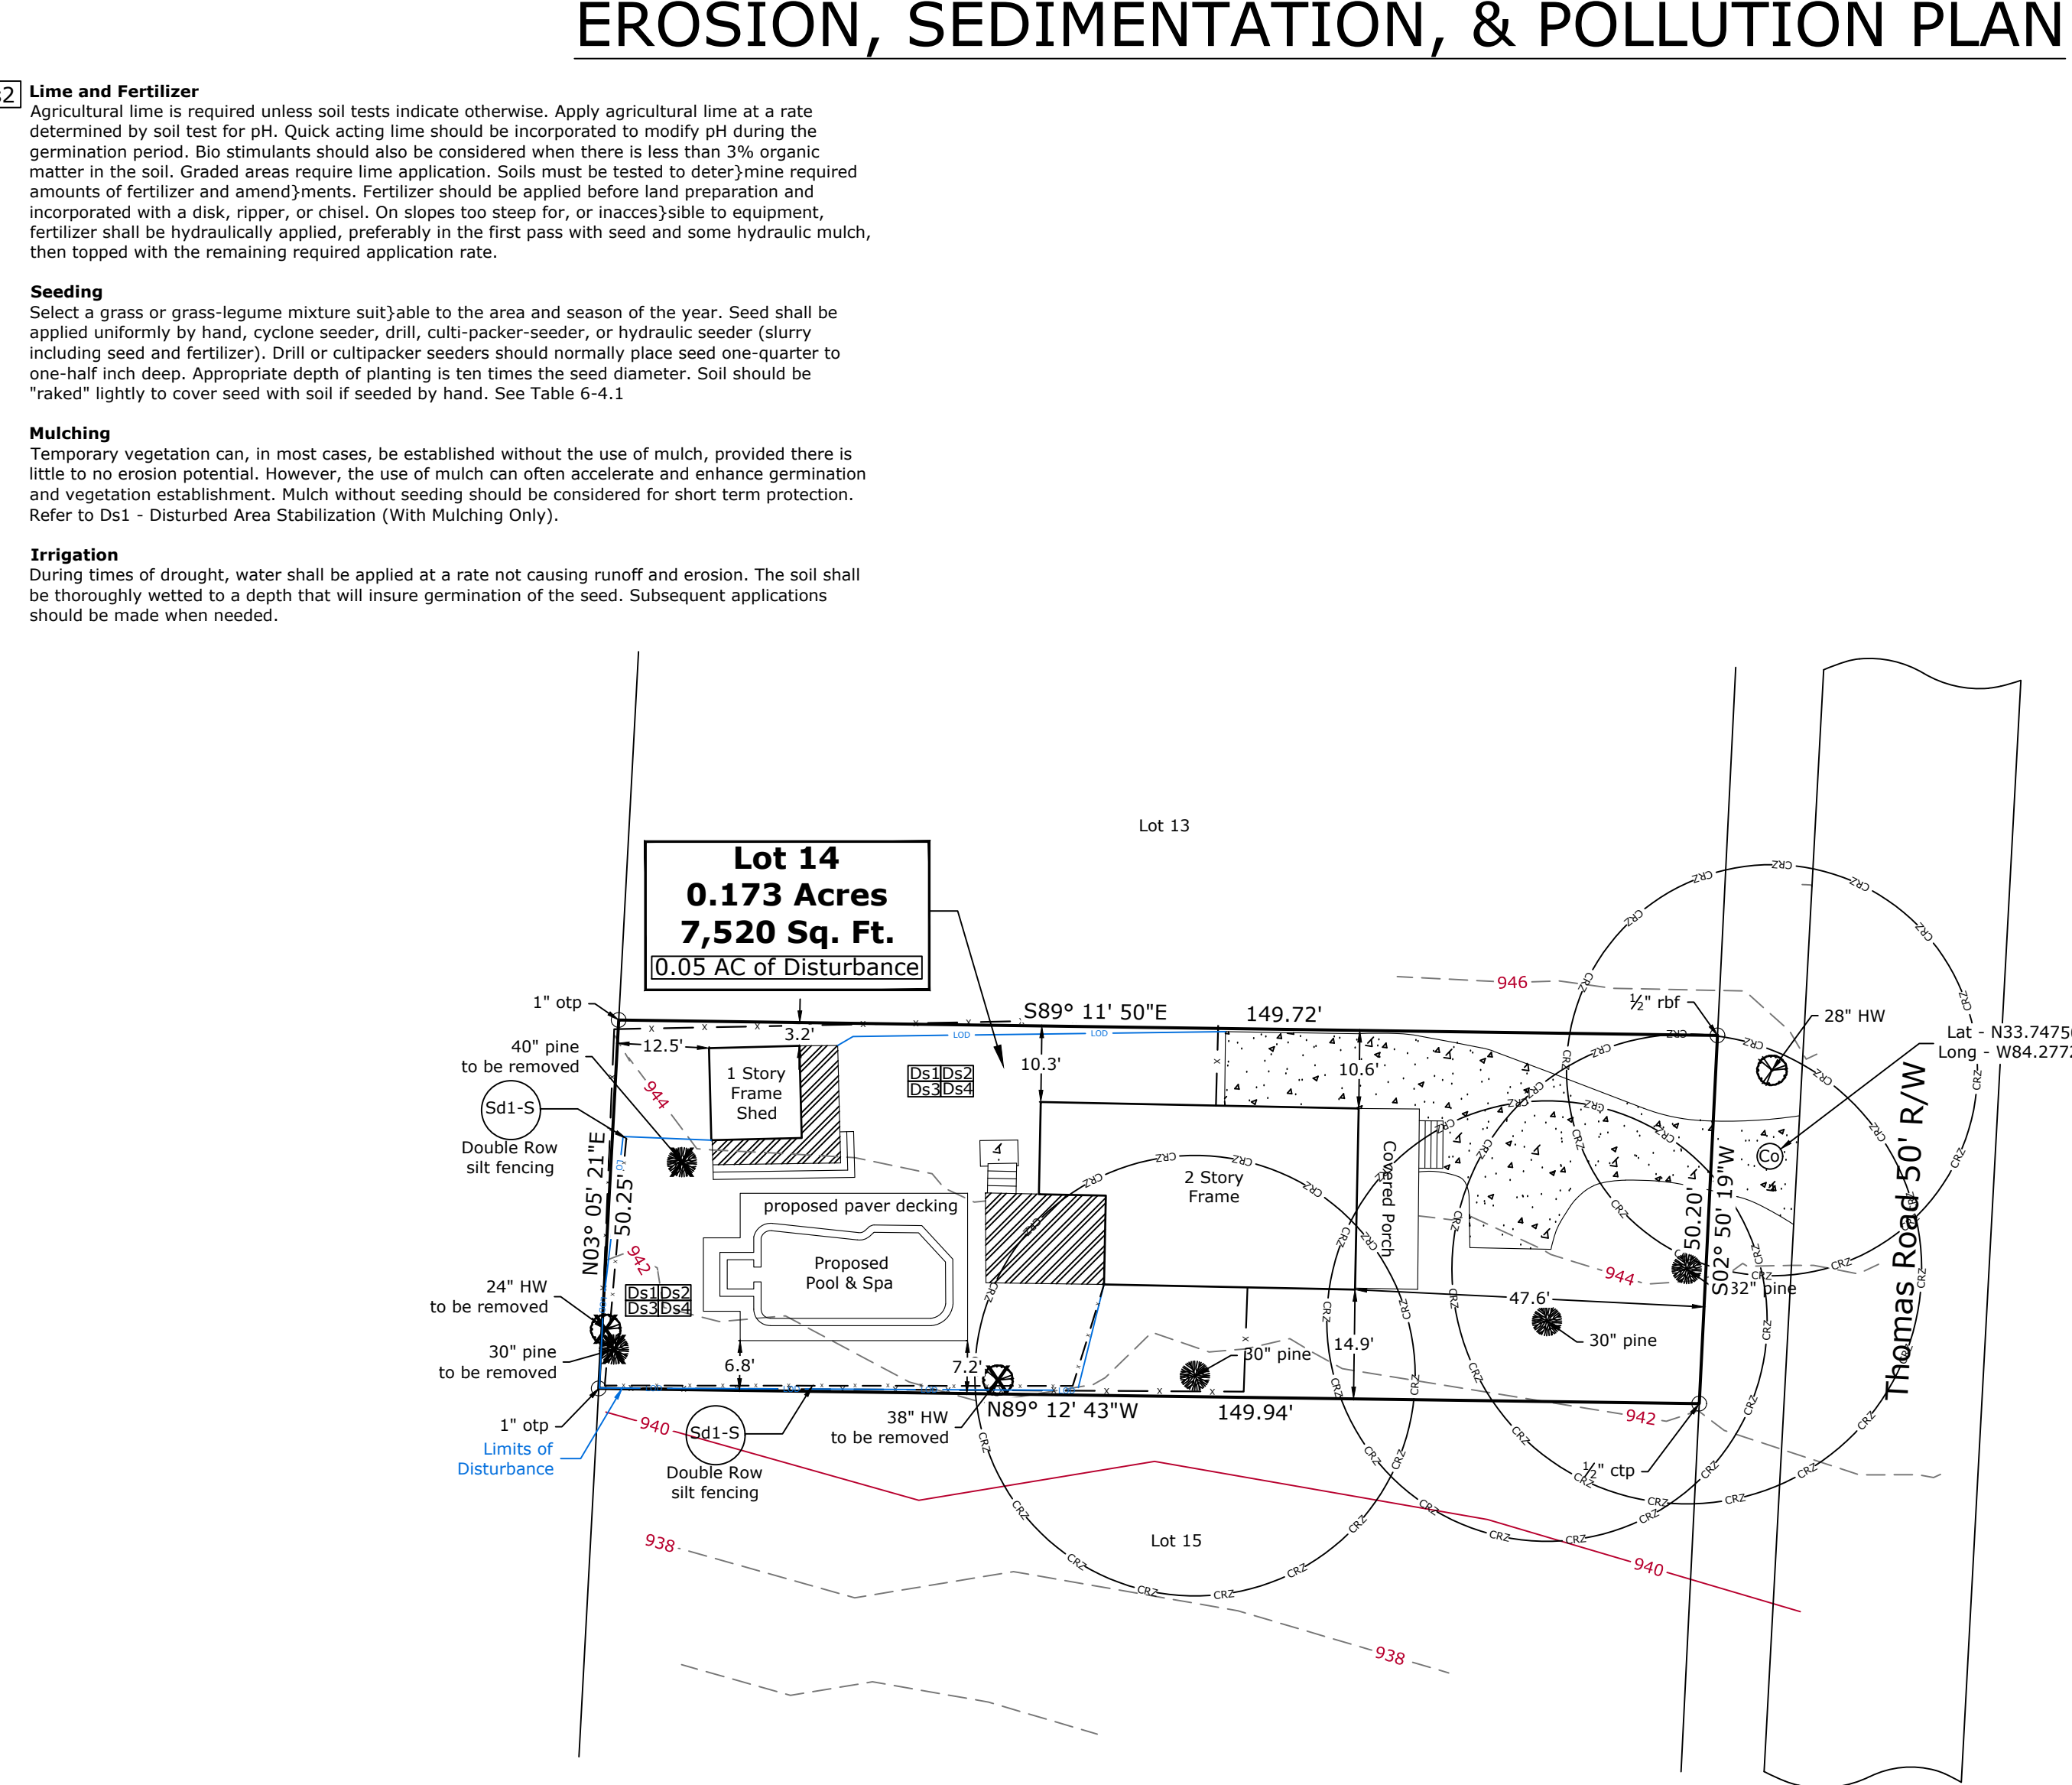 EROSION, SEDIMENTATION, & POLLUTION PLAN
Lime and Fertilizer
Agricultural lime is required unless soil tests indicate otherwise. Apply agricultural lime at a rate
determined by soil test for pH. Quick acting lime should be incorporated to modify pH during the
germination period. Bio stimulants should also be considered when there is less than 3% organic
matter in the soil. Graded areas require lime application. Soils must be tested to deter}mine required
amounts of fertilizer and amend}ments. Fertilizer should be applied before land preparation and
incorporated with a disk, ripper, or chisel. On slopes too steep for, or inacces}sible to equipment,
fertilizer shall be hydraulically applied, preferably in the first pass with seed and some hydraulic mulch,
then topped with the remaining required application rate.
Seeding
Select a grass or grass-legume mixture suit}able to the area and season of the year. Seed shall be
applied uniformly by hand, cyclone seeder, drill, culti-packer-seeder, or hydraulic seeder (slurry
including seed and fertilizer). Drill or cultipacker seeders should normally place seed one-quarter to
one-half inch deep. Appropriate depth of planting is ten times the seed diameter. Soil should be
"raked" lightly to cover seed with soil if seeded by hand. See Table 6-4.1
Mulching
Temporary vegetation can, in most cases, be established without the use of mulch, provided there is
little to no erosion potential. However, the use of mulch can often accelerate and enhance germination
and vegetation establishment. Mulch without seeding should be considered for short term protection.
Refer to Ds1 - Disturbed Area Stabilization (With Mulching Only).
Irrigation
During times of drought, water shall be applied at a rate not causing runoff and erosion. The soil shall
be thoroughly wetted to a depth that will insure germination of the seed. Subsequent applications
should be made when needed.
Lot 13
Lot 14
0.173 Acres
7,520 Sq. Ft.
0.05 AC of Disturbance
946
1" otp
S89° 11' 50"E
149.72'
½" rbf
28" HW
Lat - N33.7475
Long - W84.277
40" pine
to be removed
12.5'
3.2'
10.3'
10.6'
1 Story
Frame
Shed
Ds1 Ds2
Ds3 Ds4
944
Sd1-S
Double Row
silt fencing
N03° 05' 21"E
50.25'
LOD
LOD
CRZ
Co
Covered Porch
2 Story
Frame
proposed paver decking
Proposed
Pool & Spa
50.20'
S02° 50' 19"W
Thomas Road 50' R/W
942
944
32" pine
24" HW
to be removed
Ds1 Ds2
Ds3 Ds4
47.6'
30" pine
30" pine
to be removed
6.8'
7.2'
30" pine
14.9'
1" otp
Limits of
Disturbance
940
Sd1-S
Double Row
silt fencing
38" HW
to be removed
N89° 12' 43"W
149.94'
942
½" ctp
938
Lot 15
940
938